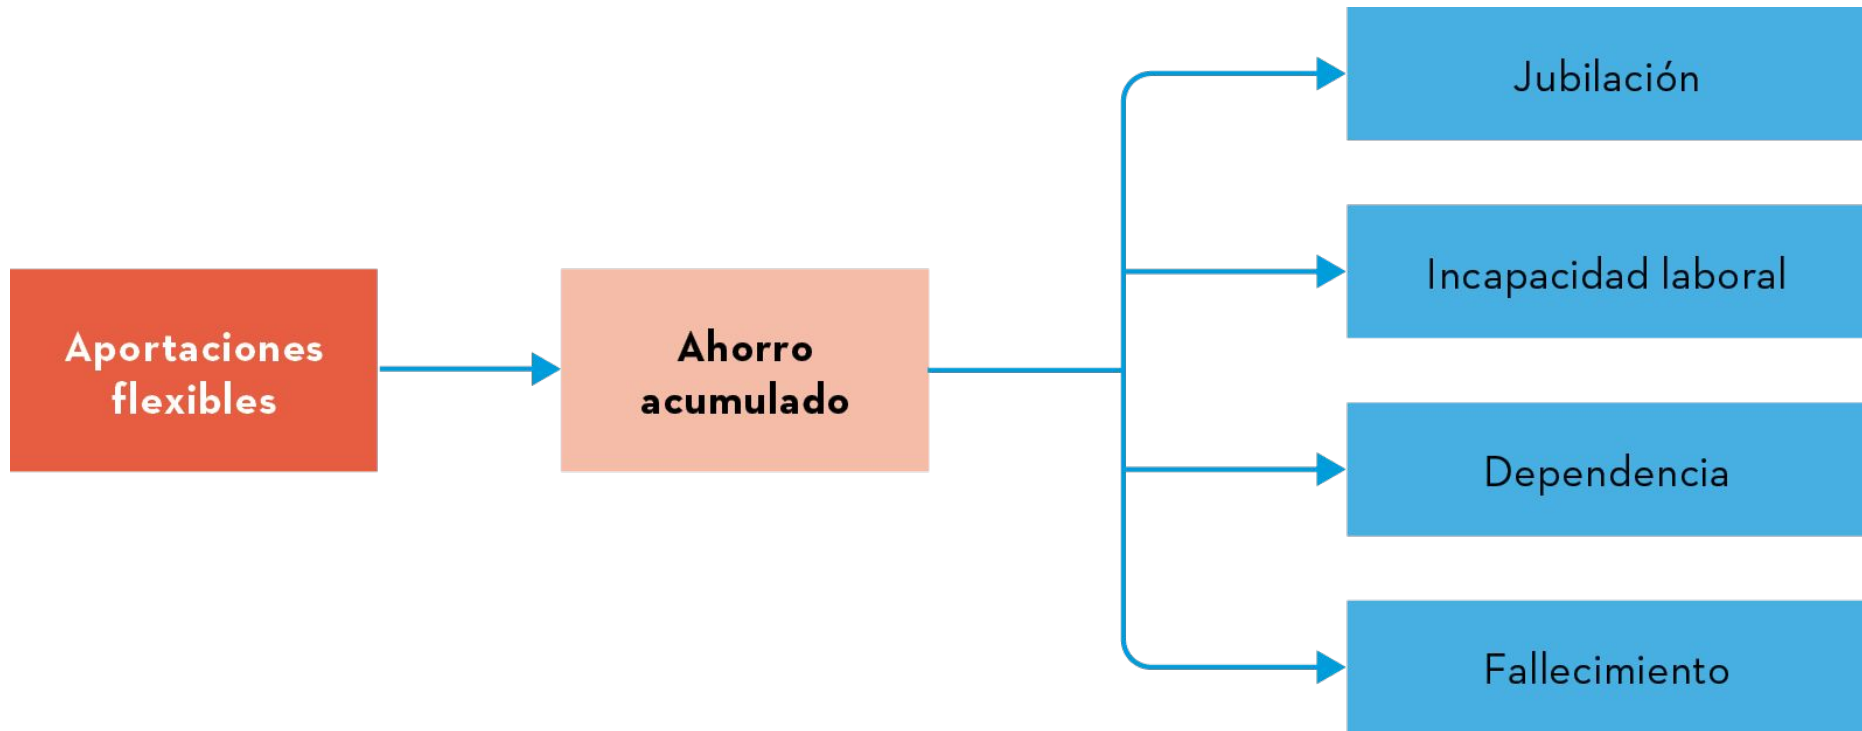 Aportaciones
flexibles
Ahorro
acumulado
Jubilación
Incapacidad laboral
Dependencia
Fallecimiento